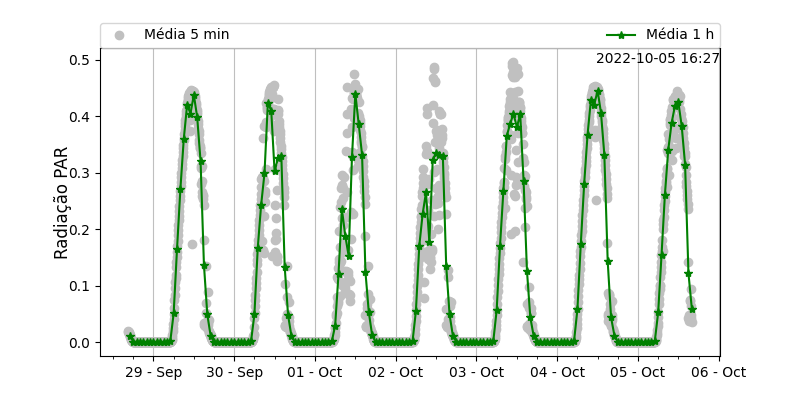 Média 5 min
Média 1 h
2022-10-05 16:27
Radiação PAR
0.5
0.4
0.3
0.2
0.1
0.0
29 - Sep
30 - Sep
01 - Oct
02 - Oct
03 - Oct
04 - Oct
05 - Oct
06 - Oct